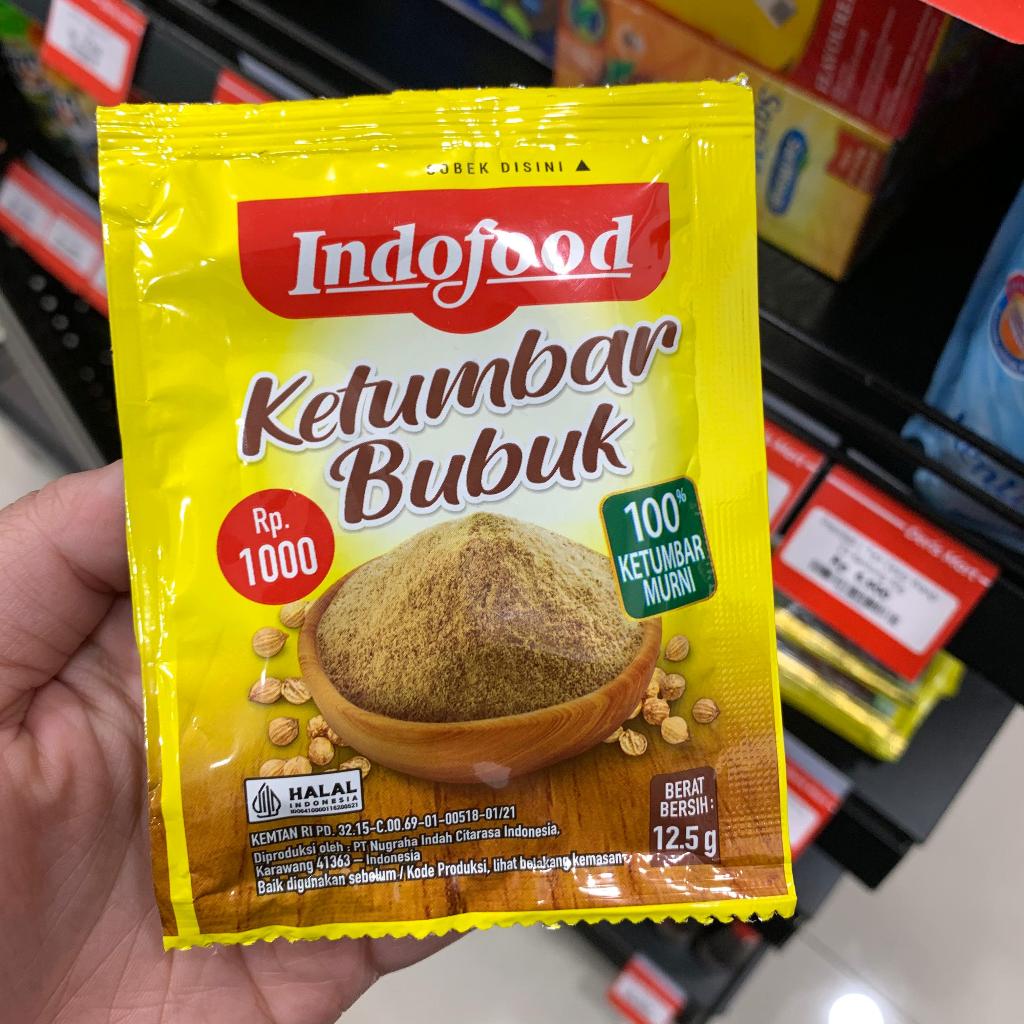 SOBEK DISINI ▲
Indofood
Ketumbar
Bubuk
Rp.
1000
100%
KETUMBAR
MURNI
HALAL
INDONESIA
BERAT
BERSIH:
12.5 g
KEMTAN RI PD. 32.15-C.00.69-01-00518-01/21
Diproduksi oleh : PT Nugraha Indah Citarasa Indonesia,
Karawang 41363 – Indonesia
Baik digunakan sebelum / Kode Produksi, lihat belakang kemasan